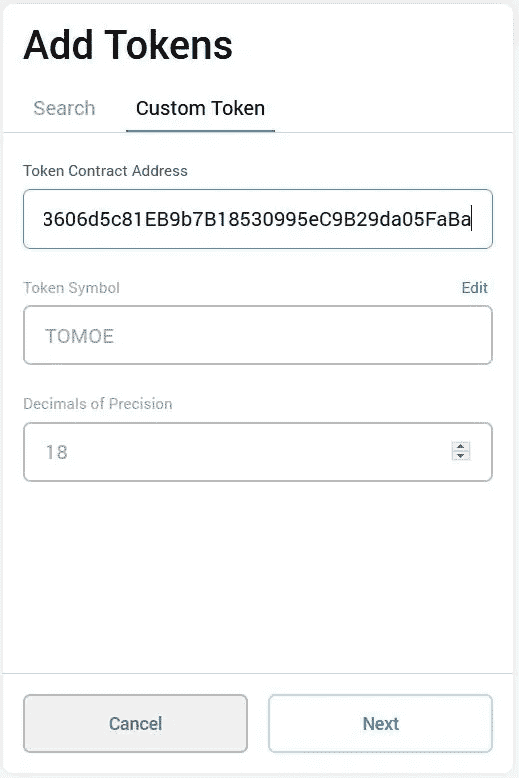 Add Tokens
Search Custom Token
Token Contract Address
3606d5c81EB9b7B18530995eC9B29da05FaBa
Token Symbol Edit
TOMOE
Decimals of Precision
18
Cancel Next